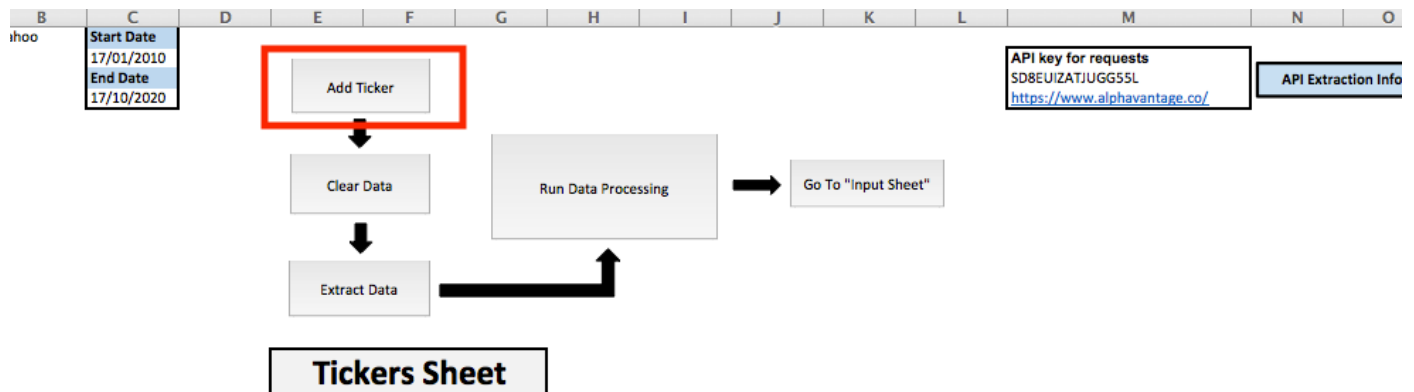 B C D E F G H I J K L M N O
Start Date
17/01/2010
End Date
17/10/2020
Add Ticker
Clear Data
Extract Data
Run Data Processing
Go To "Input Sheet"
API key for requests
SD8EUIZATJUGG55L
https://www.alphavantage.co/
API Extraction Info
Tickers Sheet